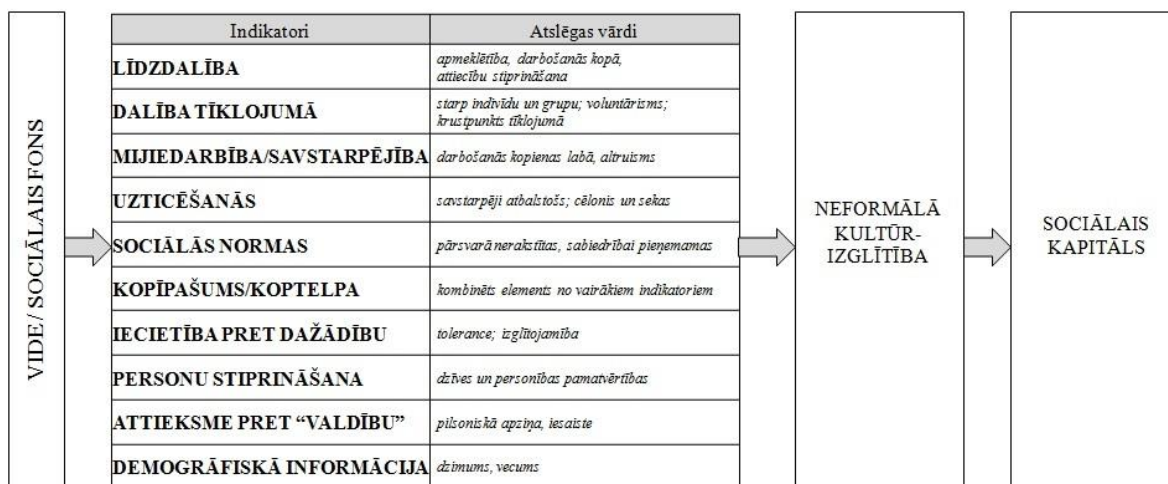 VIDE / SOCIĀLAIS FONS
Indikatori
Atslēgas vārdi
LĪDZDALĪBA
apmeklētība, darbošanās kopā,
attiecību stiprināšana
DALĪBA TĪKLOJUMĀ
starp indivīdu un grupu; voluntārisms;
krustpunkts tīklojumā
MIJIEDARBĪBA/SAVSTARPĒJĪBA
darbošanās kopienas labā, altruisms
UZTICĒŠANĀS
savstarpēji atbalstošs; cēlonis un sekas
SOCIĀLĀS NORMAS
pārsvarā nerakstītas, sabiedrībai pieņemamas
KOPĪPAŠUMS/KOPTELPA
kombinēts elements no vairākiem indikatoriem
IECIETĪBA PRET DAŽĀDĪBU
tolerance; izglītojamība
PERSONU STIPRINĀŠANA
dzīves un personības pamatvērtības
ATTIEKSME PRET “VALDĪBU”
pilsoniskā apziņa, iesaiste
DEMOGRĀFISKĀ INFORMĀCIJA
dzimums, vecums
NEFORMĀLĀ
KULTŪR-
IZGLĪTĪBA
SOCIĀLAIS
KAPITĀLS